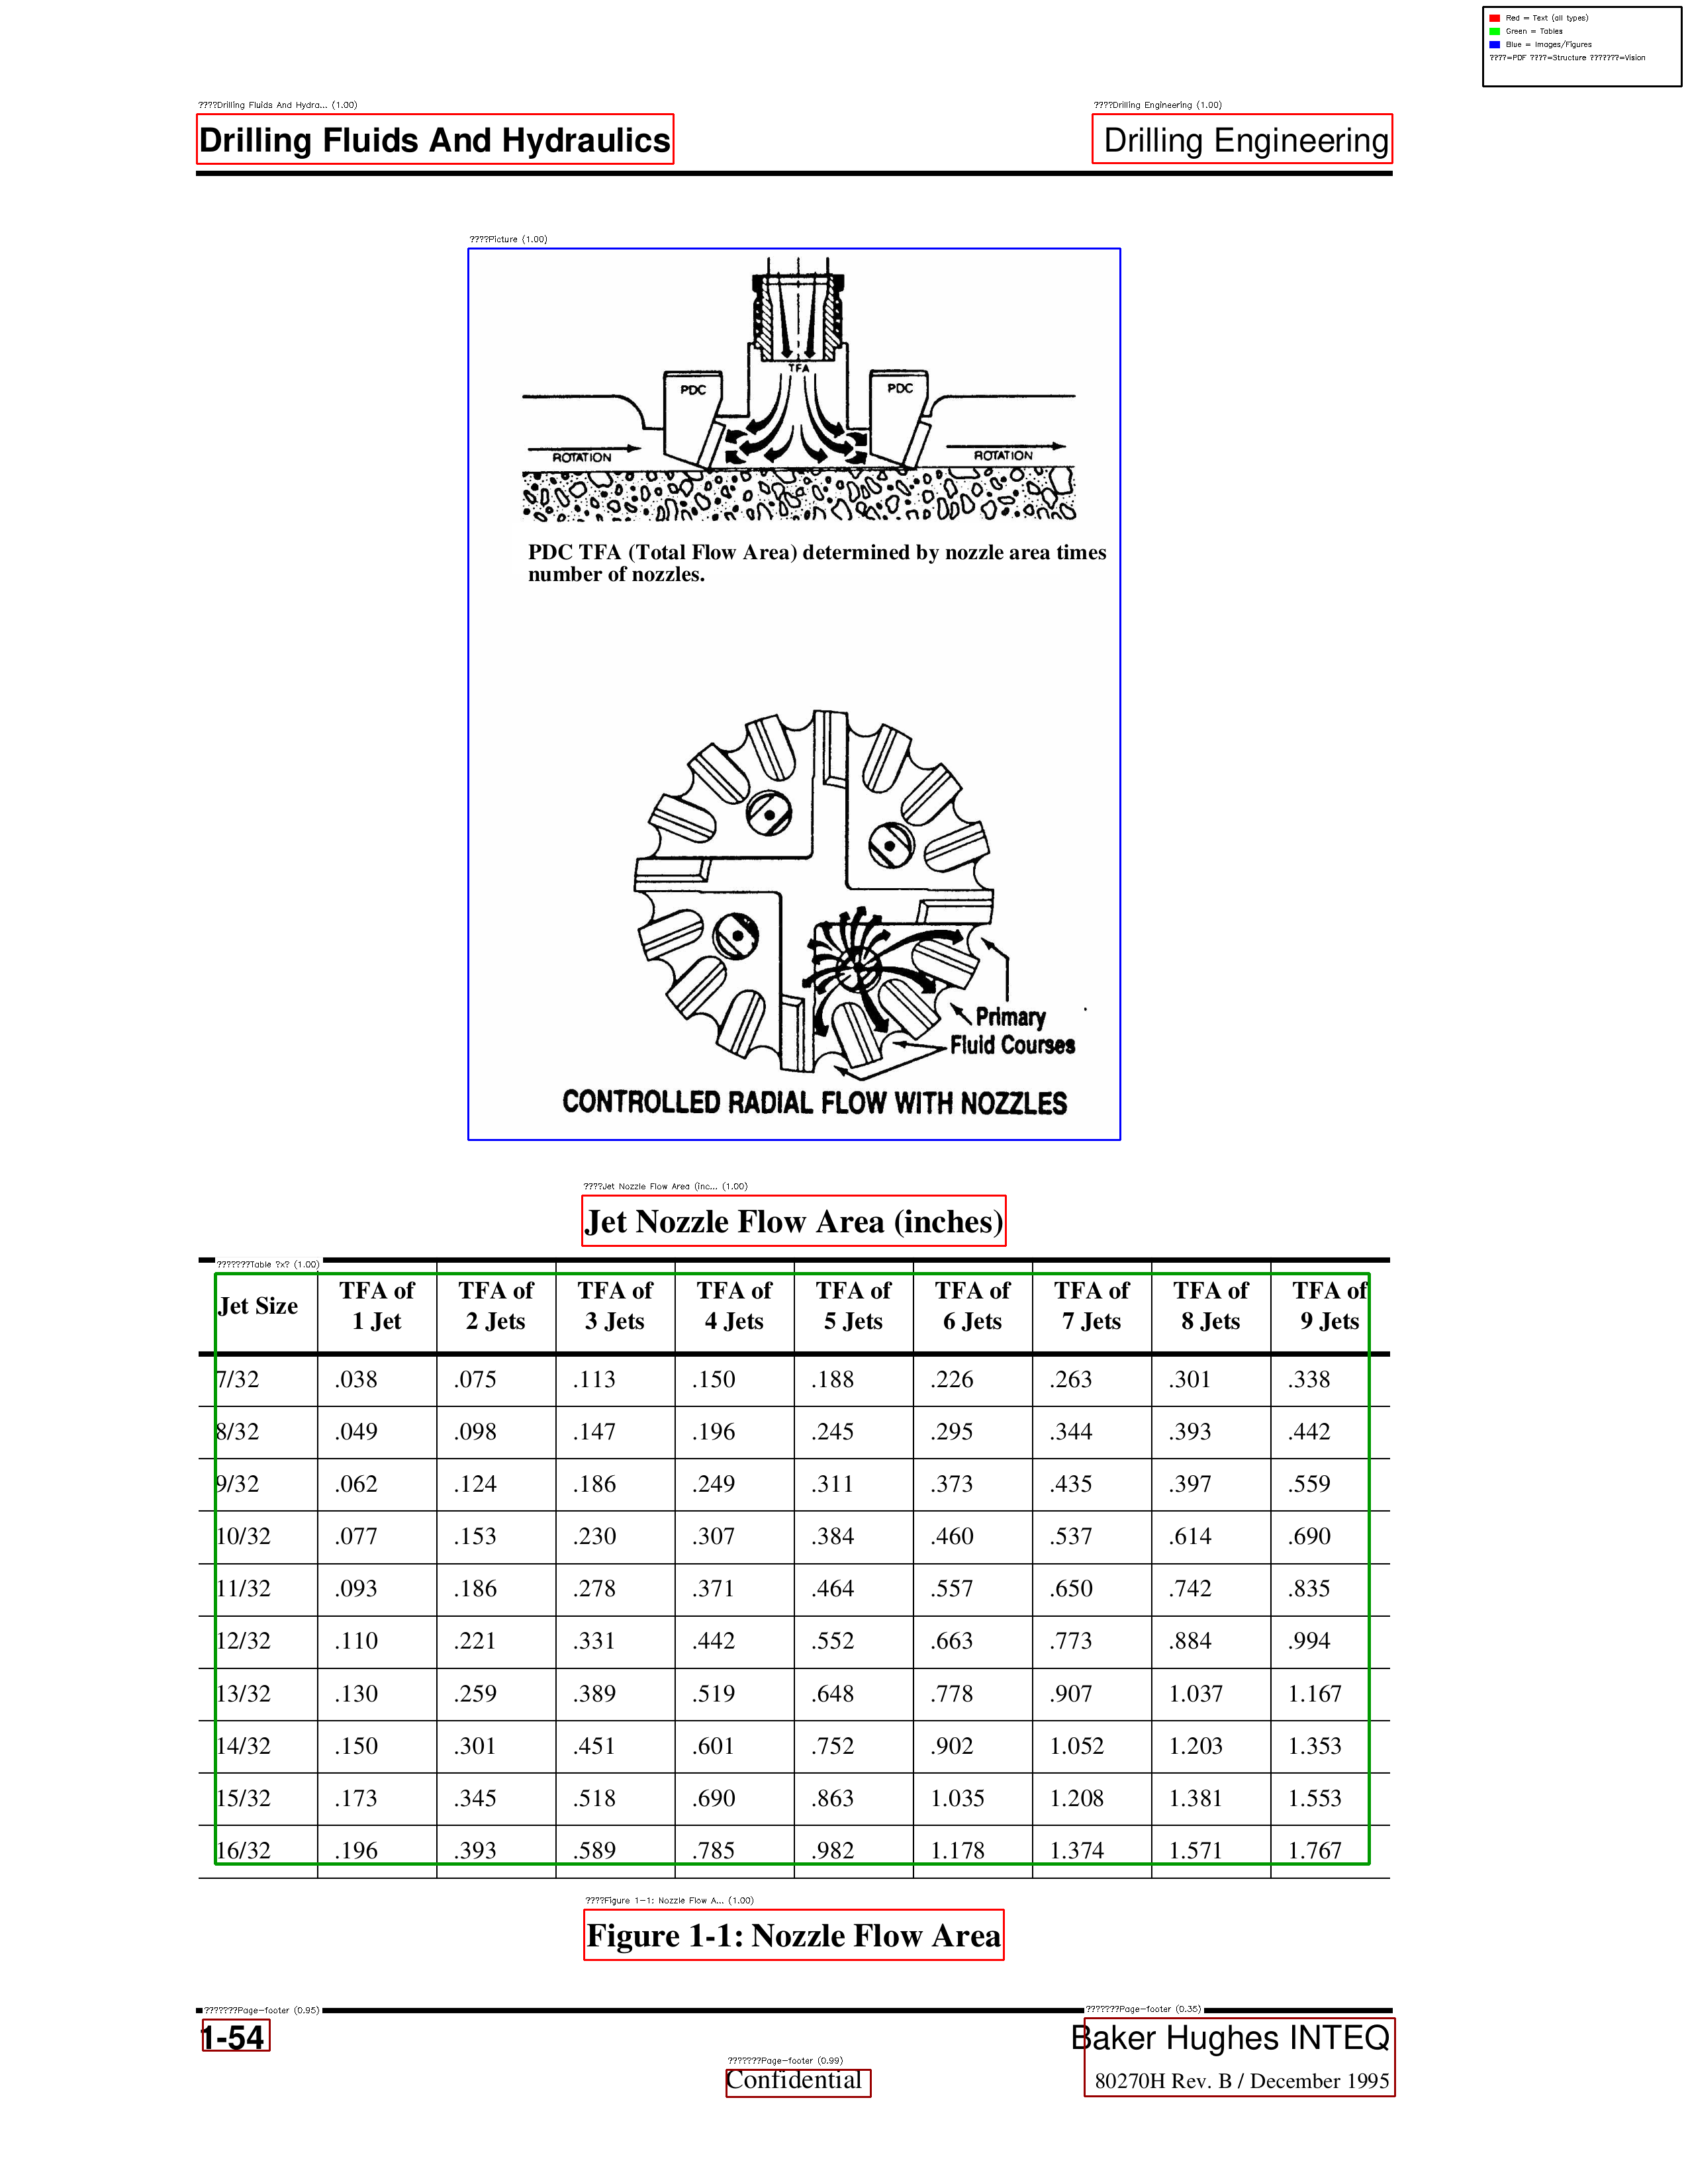 Red = Text (all types)
Green = Tables
Blue = Images/Figures
????=PDF ????=Structure ???????=Vision
????Drilling Fluids And Hydra... (1.00)
????Drilling Engineering (1.00)
Drilling Fluids And Hydraulics
Drilling Engineering
????Picture (1.00)
TFA
PDC
PDC
ROTATION
ROTATION
PDC TFA (Total Flow Area) determined by nozzle area times
number of nozzles.
Primary
Fluid Courses
CONTROLLED RADIAL FLOW WITH NOZZLES
????Jet Nozzle Flow Area (inc... (1.00)
Jet Nozzle Flow Area (inches)
???????Table ?x? (1.00)
Jet Size TFA of 1 Jet TFA of 2 Jets TFA of 3 Jets TFA of 4 Jets TFA of 5 Jets TFA of 6 Jets TFA of 7 Jets TFA of 8 Jets TFA of 9 Jets
7/32 .038 .075 .113 .150 .188 .226 .263 .301 .338
8/32 .049 .098 .147 .196 .245 .295 .344 .393 .442
9/32 .062 .124 .186 .249 .311 .373 .435 .397 .559
10/32 .077 .153 .230 .307 .384 .460 .537 .614 .690
11/32 .093 .186 .278 .371 .464 .557 .650 .742 .835
12/32 .110 .221 .331 .442 .552 .663 .773 .884 .994
13/32 .130 .259 .389 .519 .648 .778 .907 1.037 1.167
14/32 .150 .301 .451 .601 .752 .902 1.052 1.203 1.353
15/32 .173 .345 .518 .690 .863 1.035 1.208 1.381 1.553
16/32 .196 .393 .589 .785 .982 1.178 1.374 1.571 1.767
????Figure 1-1: Nozzle Flow A... (1.00)
Figure 1-1: Nozzle Flow Area
???????Page-footer (0.95)
???????Page-footer (0.35)
1-54
Baker Hughes INTEQ
???????Page-footer (0.99)
Confidential
80270H Rev. B / December 1995